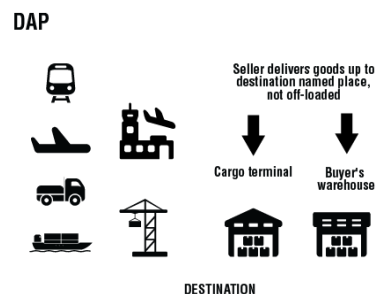 DAP
Seller delivers goods up to
destination named place,
not off-loaded
Cargo terminal
Buyer's
warehouse
DESTINATION